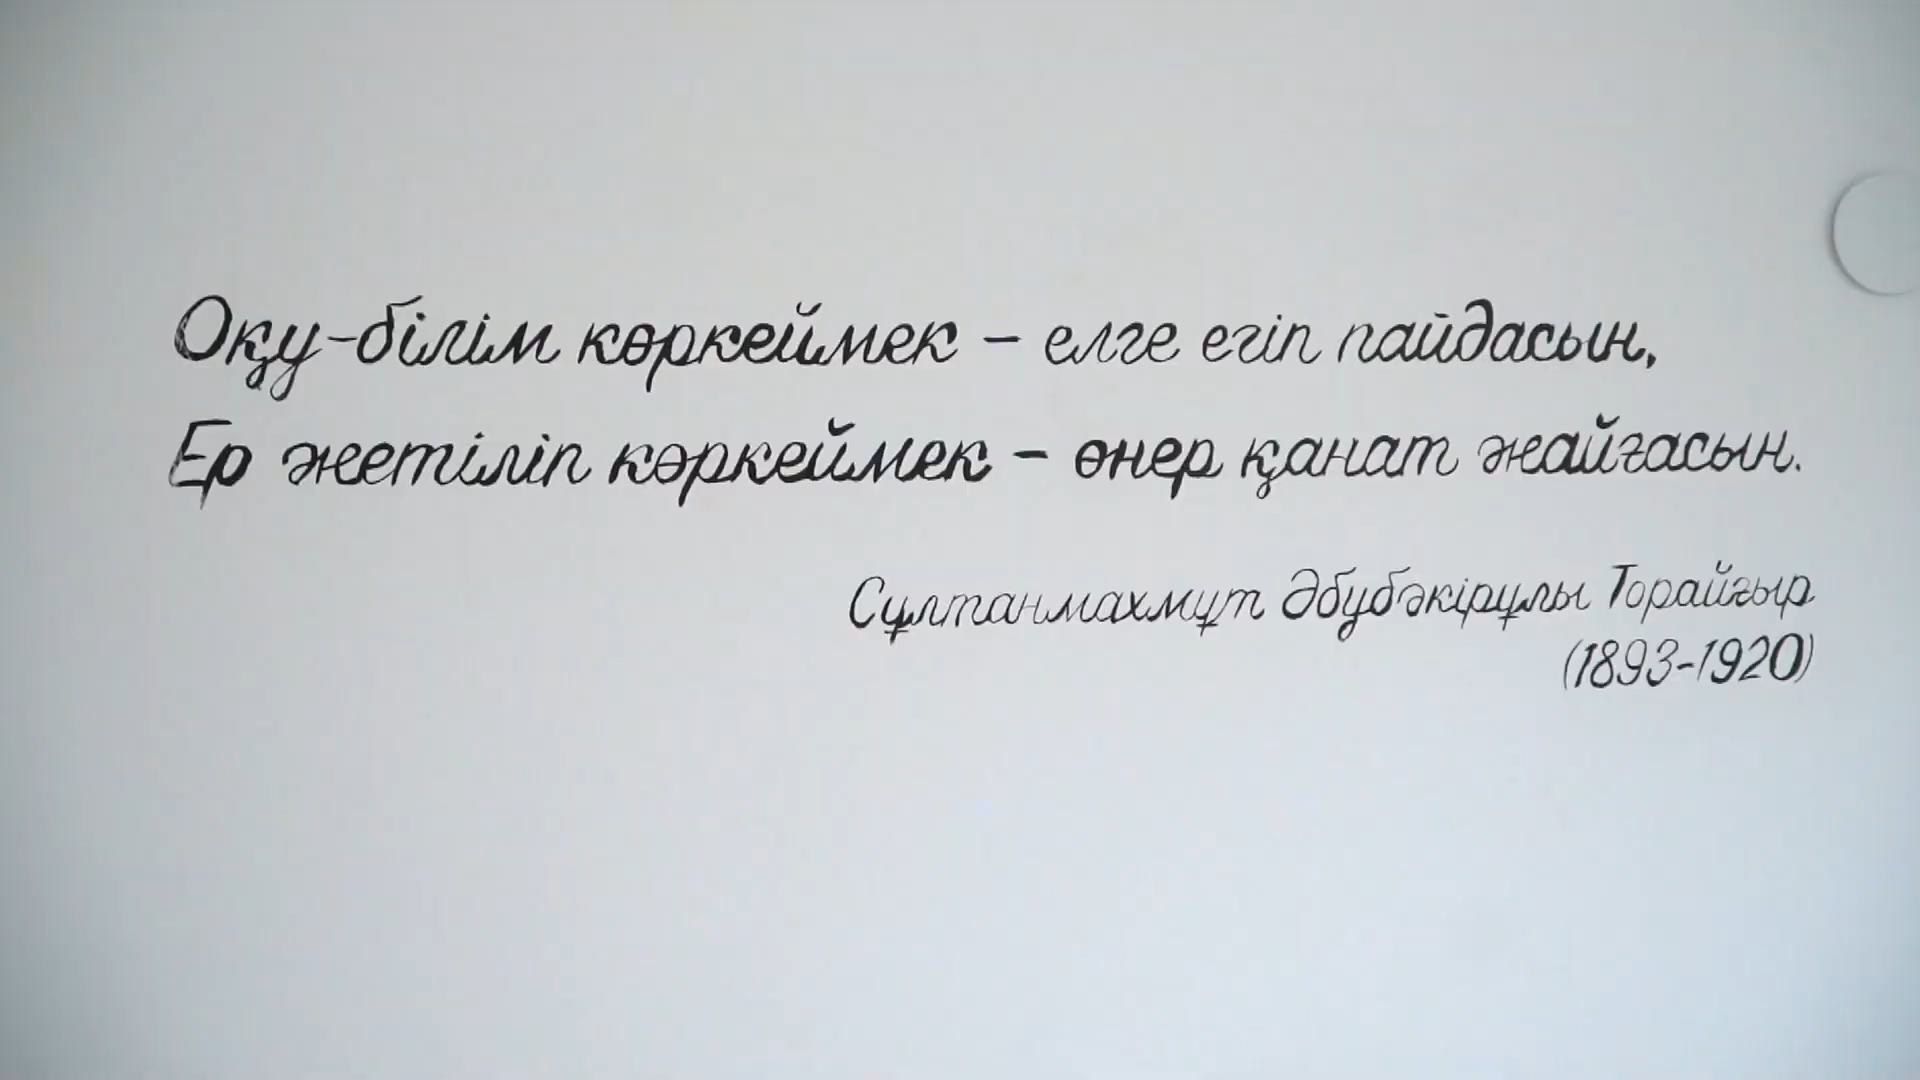 Оқу-білім көркеймек – елге егіп пайдасын,
Ер жетіліп көркеймек – өнер қанат жайғасын.
Сұлтанмахмұт Әбубәкірұлы Торайғыр
(1893-1920)